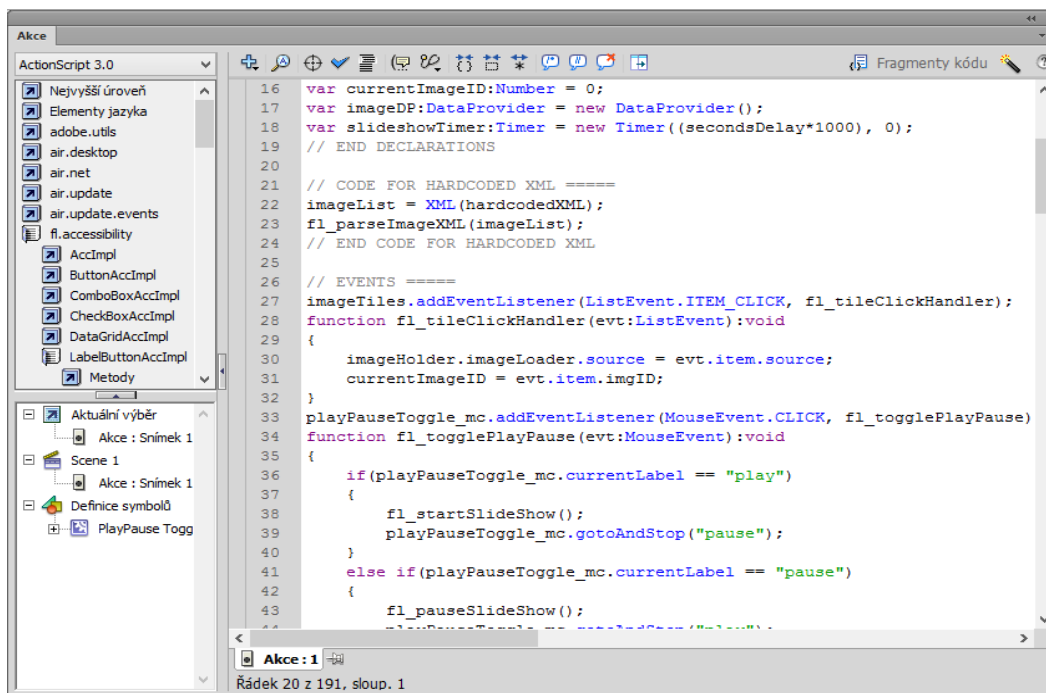 Akce
ActionScript 3.0
Fragmenty kódu
Nejvyšší úroveň
Elementy jazyka
adobe.utils
air.desktop
air.net
air.update
air.update.events
fl.accessibility
AccImpl
ButtonAccImpl
ComboBoxAccImpl
CheckBoxAccImpl
DataGridAccImpl
LabelButtonAccImpl
Metody
Aktuální výběr
Akce : Snímek 1
Scene 1
Akce : Snímek 1
Definice symbolů
PlayPause Togg
16 var currentImageID:Number = 0;
17 var imageDP:DataProvider = new DataProvider();
18 var slideshowTimer:Timer = new Timer((secondsDelay*1000), 0);
19 // END DECLARATIONS
20
21 // CODE FOR HARDCODED XML =====
22 imageList = XML(hardcodedXML);
23 fl_parseImageXML(imageList);
24 // END CODE FOR HARDCODED XML
25
26 // EVENTS =====
27 imageTiles.addEventListener(ListEvent.ITEM_CLICK, fl_tileClickHandler);
28 function fl_tileClickHandler(evt:ListEvent):void
29 {
30     imageHolder.imageLoader.source = evt.item.source;
31     currentImageID = evt.item.imgID;
32 }
33 playPauseToggle_mc.addEventListener(MouseEvent.CLICK, fl_togglePlayPause)
34 function fl_togglePlayPause(evt:MouseEvent):void
35 {
36     if(playPauseToggle_mc.currentLabel == "play")
37     {
38         fl_startSlideShow();
39         playPauseToggle_mc.gotoAndStop("pause");
40     }
41     else if(playPauseToggle_mc.currentLabel == "pause")
42     {
43         fl_pauseSlideShow();
44         playPauseToggle_mc.gotoAndStop("play");
Akce : 1
Řádek 20 z 191, sloup. 1